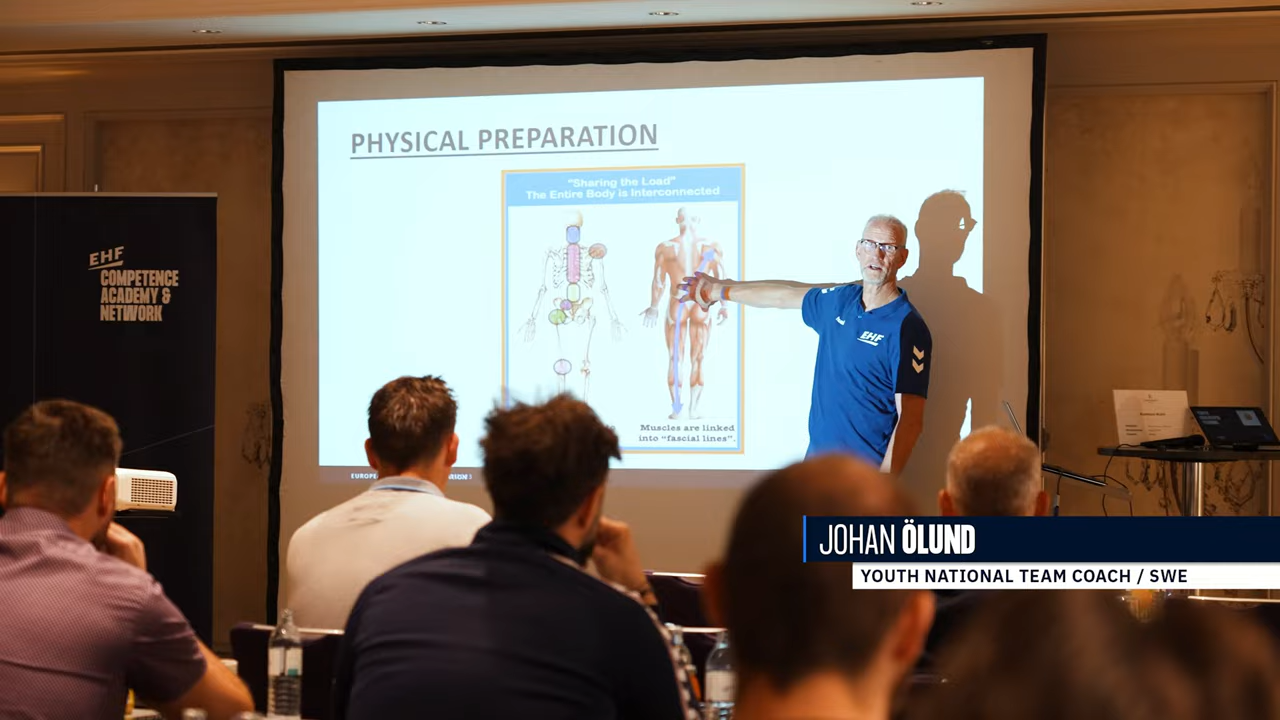 PHYSICAL PREPARATION
"Sharing the Load"
The Entire Body is Interconnected
Muscles are linked
into "fascial lines".
EHF
COMPETENCE
ACADEMY &
NETWORK
EHF
JOHAN ÖLUND
YOUTH NATIONAL TEAM COACH / SWE